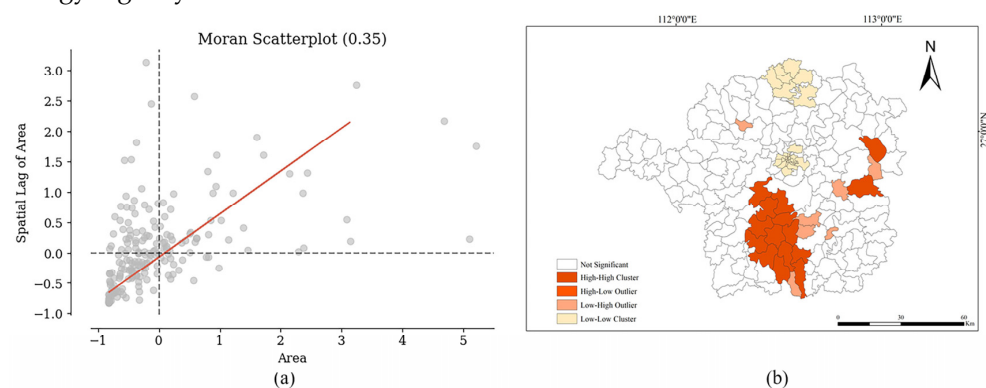 Moran Scatterplot (0.35)
Spatial Lag of Area
3.0
2.5
2.0
1.5
1.0
0.5
0.0
−0.5
−1.0
−1 0 1 2 3 4 5
Area
(a)
112°0'0"E 113°0'0"E
N
Not Significant
High-High Cluster
High-Low Outlier
Low-High Outlier
Low-Low Cluster
0 30 60
Km
(b)